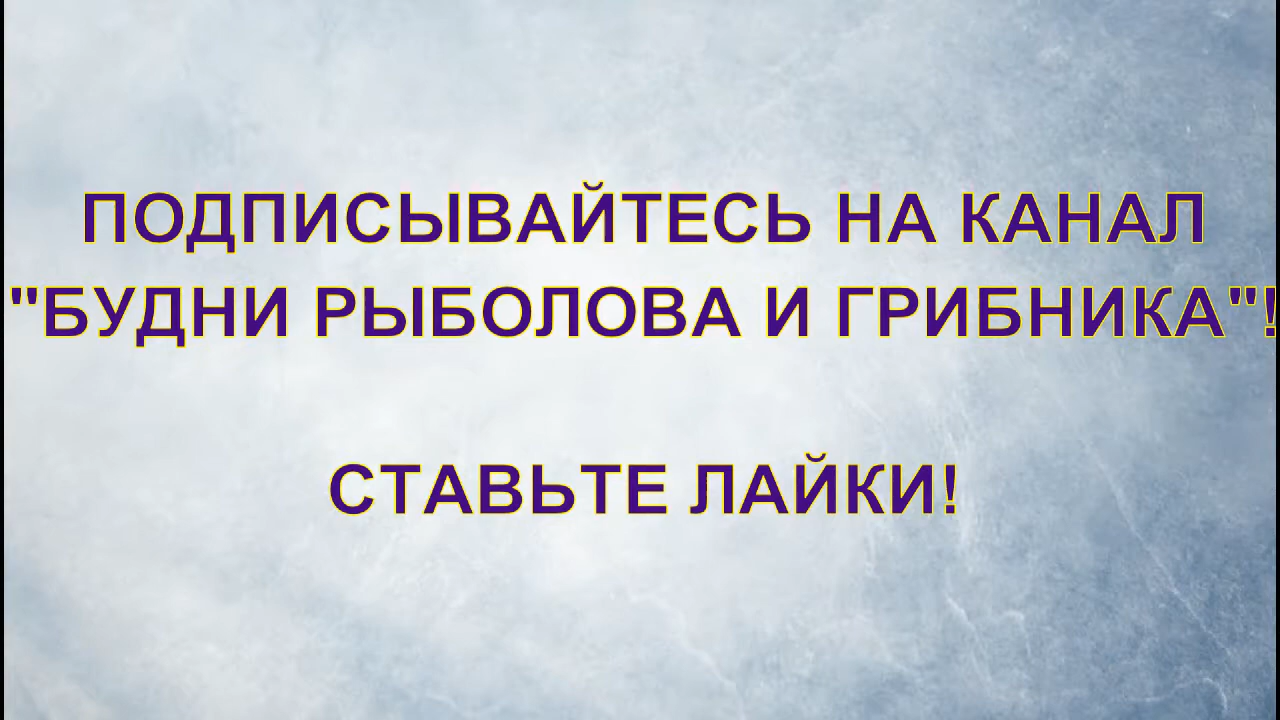 ПОДПИСЫВАЙТЕСЬ НА КАНАЛ
"БУДНИ РЫБОЛОВА И ГРИБНИКА"!
СТАВЬТЕ ЛАЙКИ!